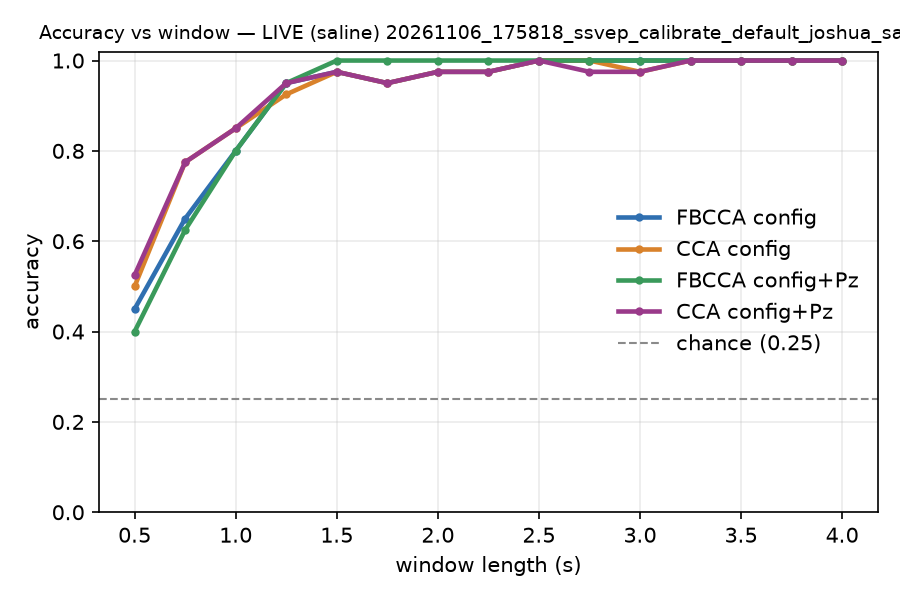 Accuracy vs window — LIVE (saline) 20261106_175818_ssvep_calibrate_default_joshua_sa
1.0
0.8
0.6
0.4
0.2
0.0
accuracy
FBCCA config
CCA config
FBCCA config+Pz
CCA config+Pz
chance (0.25)
0.5 1.0 1.5 2.0 2.5 3.0 3.5 4.0
window length (s)